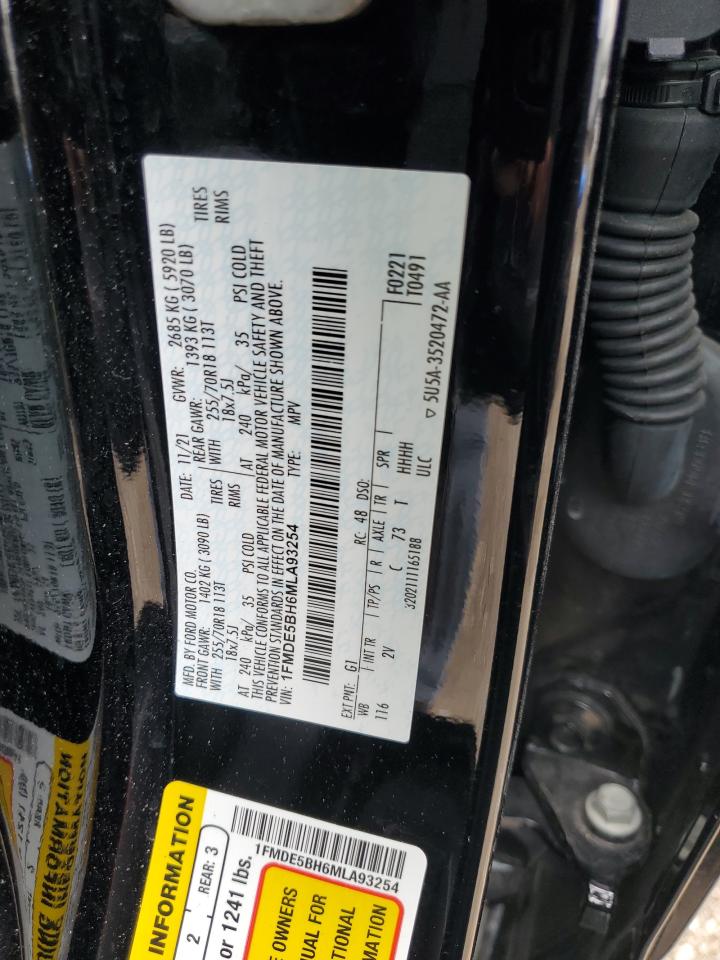 MFD. BY FORD MOTOR CO.
DATE: 11/21
GVWR: 2685 KG ( 5920 LB)
FRONT GAWR: 1402 KG (3090 LB)
REAR GAWR: 1393 KG ( 3070 LB)
WITH 255/70R18 113T TIRES
WITH 255/70R18 113T TIRES
18x7.5J RIMS
18x7.5J RIMS
AT 240 kPa/ 35 PSI COLD
AT 240 kPa/ 35 PSI COLD
THIS VEHICLE CONFORMS TO ALL APPLICABLE FEDERAL MOTOR VEHICLE SAFETY AND THEFT
PREVENTION STANDARDS IN EFFECT ON THE DATE OF MANUFACTURE SHOWN ABOVE.
VIN: 1FMDE5BH6MLA93254 TYPE: MPV
EXT PNT: G1 RC: 48 DSO: F0221
WB INT TR TP/PS R AXLE TR SPR T0491
116 2V C 73 T HHHH
3202111165188 ULC
▽ 5U5A-3520472-AA
INFORMATION
2 REAR: 3
or 1241 lbs.
1FMDE5BH6MLA93254
E OWNERS
UAL FOR
TIONAL
MATION